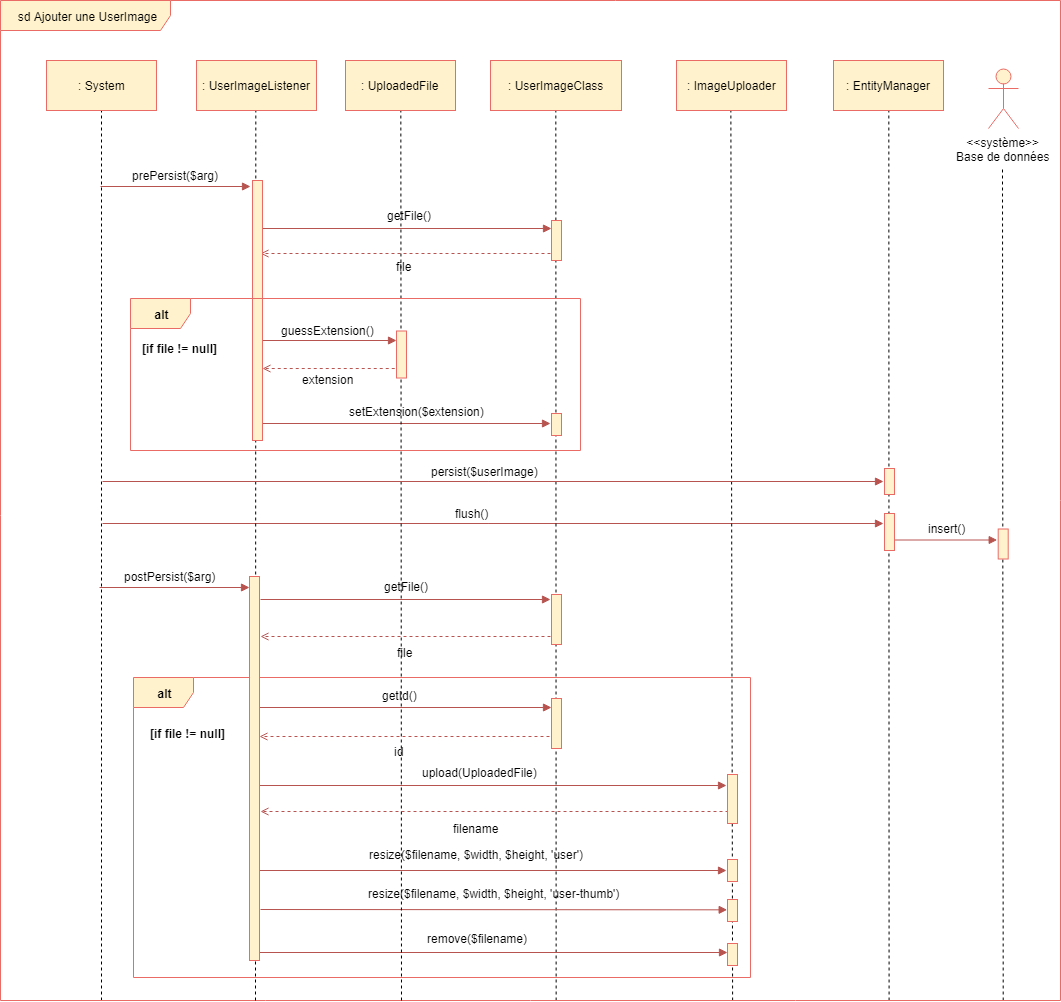 sd Ajouter une UserImage
: System
: UserImageListener
: UploadedFile
: UserImageClass
: ImageUploader
: EntityManager
<<système>>
Base de données
prePersist($arg)
getFile()
file
alt
[if file != null]
guessExtension()
extension
setExtension($extension)
persist($userImage)
flush()
insert()
postPersist($arg)
getFile()
file
alt
[if file != null]
getId()
id
upload(UploadedFile)
filename
resize($filename, $width, $height, 'user')
resize($filename, $width, $height, 'user-thumb')
remove($filename)